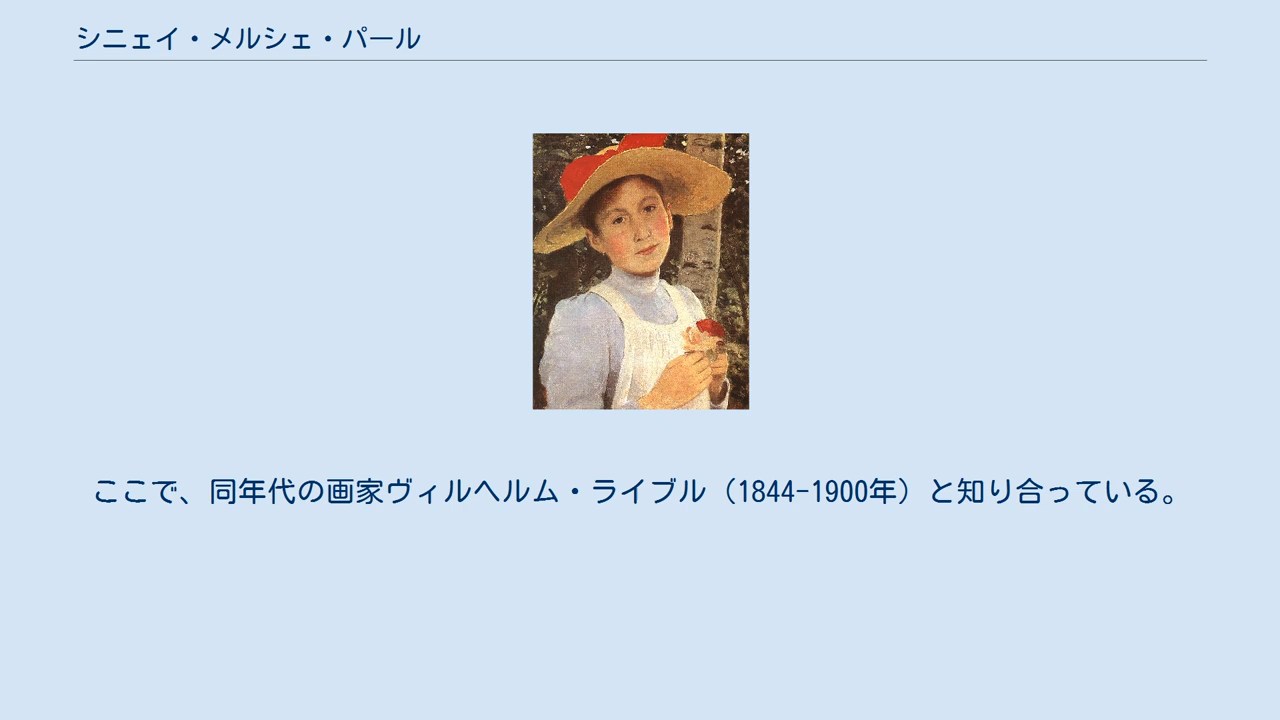 シニェイ・メルシェ・パール
ここで、同年代の画家ヴィルヘルム・ライブル（1844-1900年）と知り合っている。